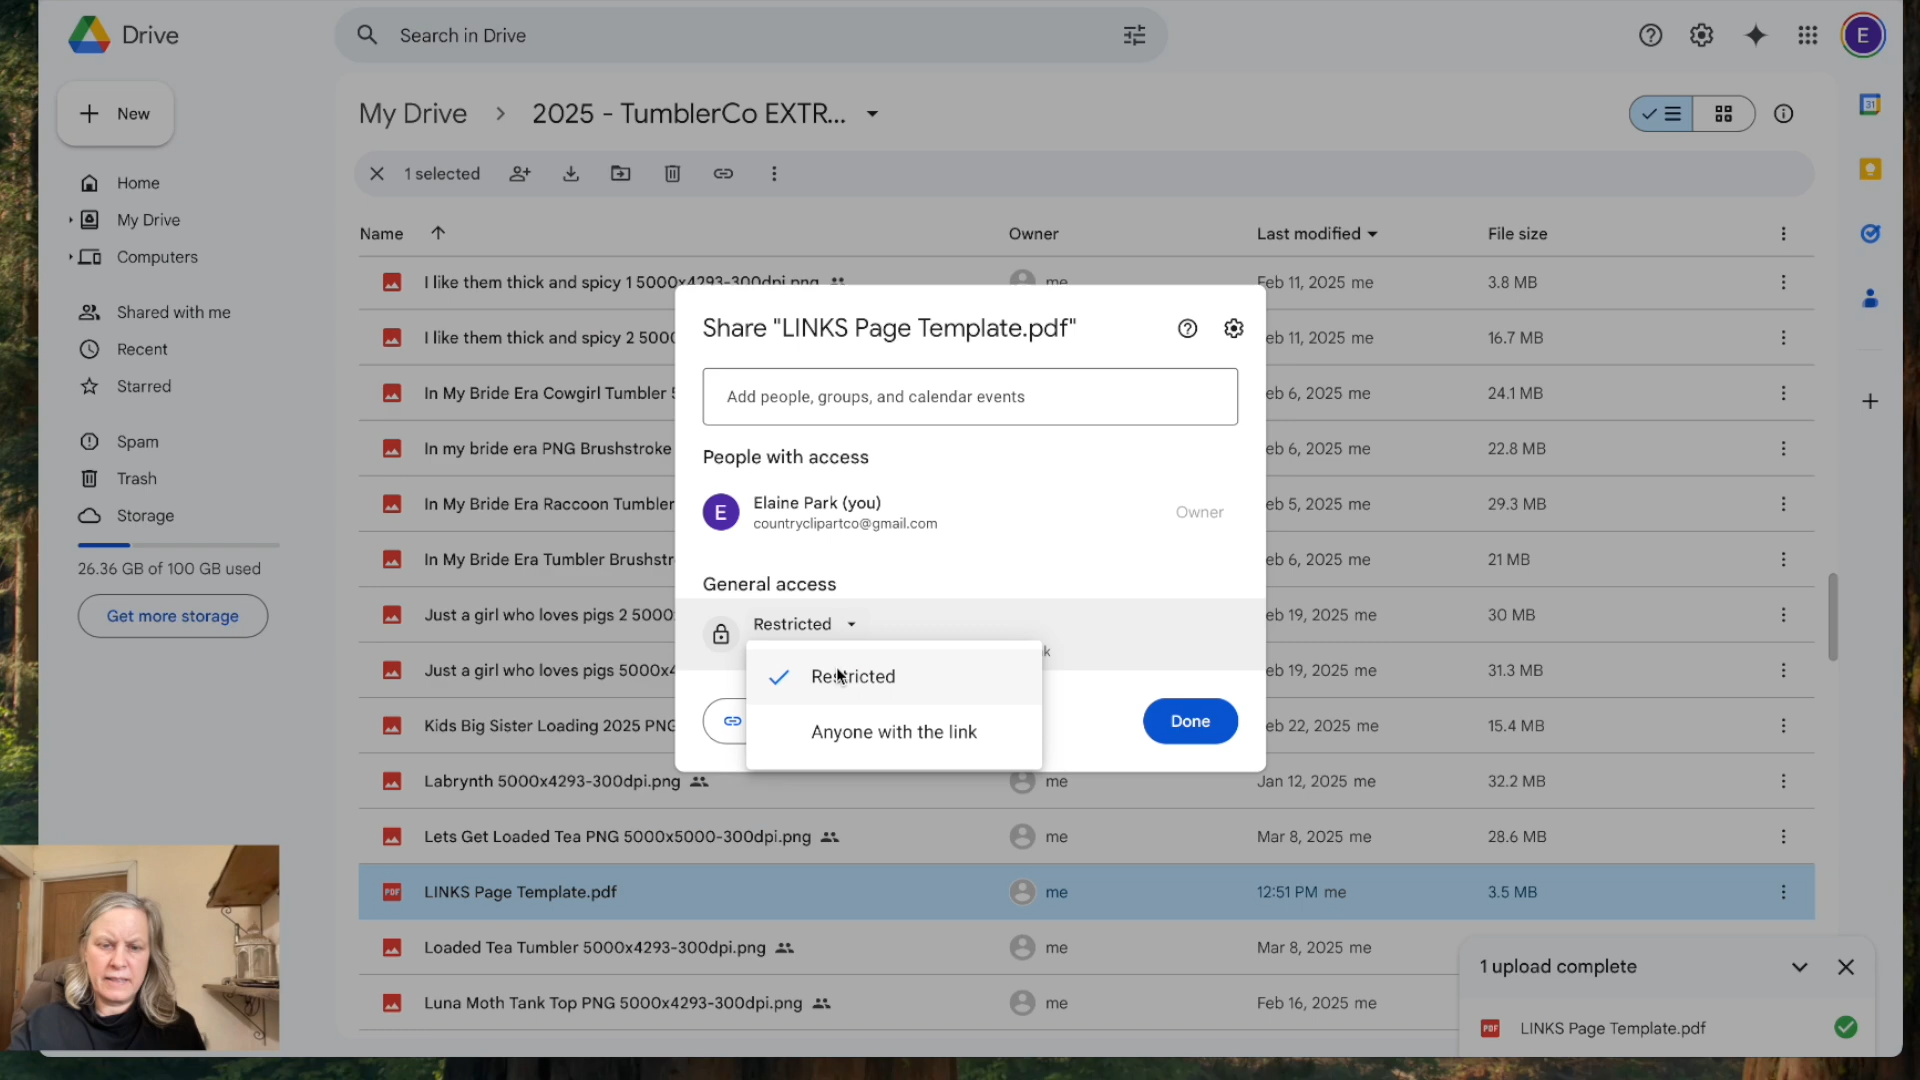 Drive
Search in Drive
E
New
My Drive > 2025 - TumblerCo EXTR...
31
1 selected
Home
My Drive
Computers
Shared with me
Recent
Starred
Spam
Trash
Storage
26.36 GB of 100 GB used
Get more storage
Name Owner Last modified File size
I like them thick and spicy 1 5000x4293-300dpi.png me Feb 11, 2025 me 3.8 MB
I like them thick and spicy 2 500 eb 11, 2025 me 16.7 MB
In My Bride Era Cowgirl Tumbler eb 6, 2025 me 24.1 MB
In my bride era PNG Brushstroke eb 6, 2025 me 22.8 MB
In My Bride Era Raccoon Tumbler eb 5, 2025 me 29.3 MB
In My Bride Era Tumbler Brushstr eb 6, 2025 me 21 MB
Just a girl who loves pigs 2 5000 eb 19, 2025 me 30 MB
Just a girl who loves pigs 5000x4 eb 19, 2025 me 31.3 MB
Kids Big Sister Loading 2025 PNG eb 22, 2025 me 15.4 MB
Labrynth 5000x4293-300dpi.png me Jan 12, 2025 me 32.2 MB
Lets Get Loaded Tea PNG 5000x5000-300dpi.png me Mar 8, 2025 me 28.6 MB
PDF LINKS Page Template.pdf me 12:51 PM me 3.5 MB
Loaded Tea Tumbler 5000x4293-300dpi.png me Mar 8, 2025 me
Luna Moth Tank Top PNG 5000x4293-300dpi.png me Feb 16, 2025 me
Share "LINKS Page Template.pdf"
Add people, groups, and calendar events
People with access
E
Elaine Park (you)
countryclipartco@gmail.com
Owner
General access
Restricted
k
Restricted
Anyone with the link
Done
1 upload complete
PDF LINKS Page Template.pdf